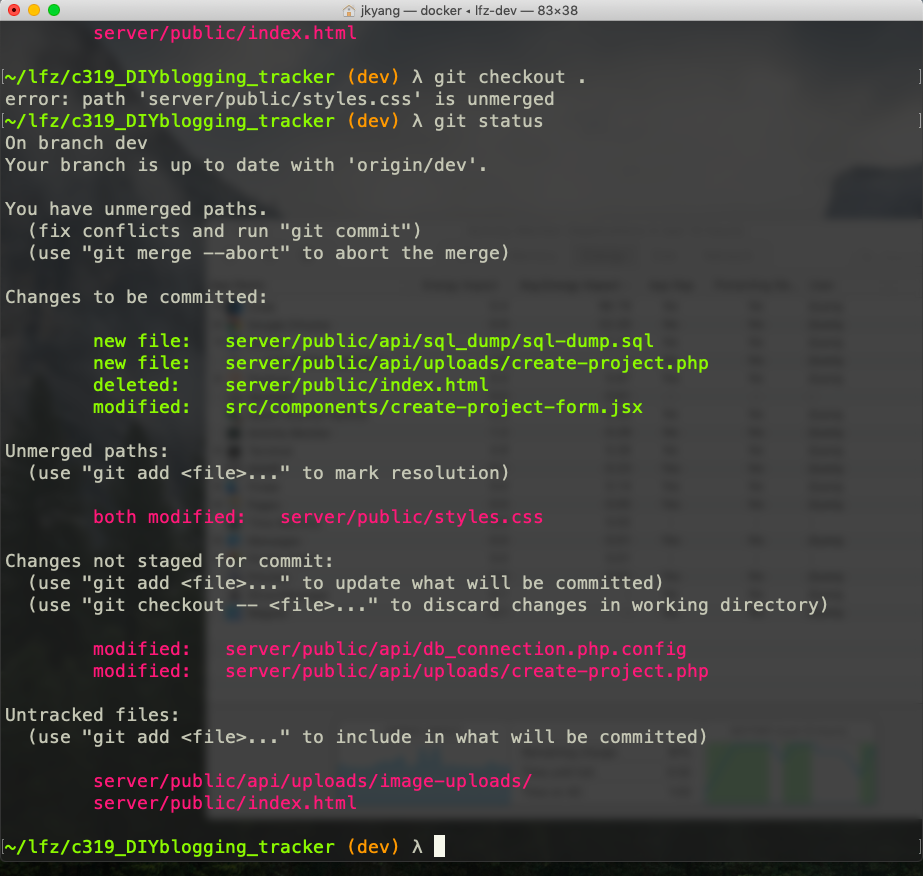 jkyang — docker ◂ lfz-dev — 83×38
server/public/index.html
[~/lfz/c319_DIYblogging_tracker (dev) λ git checkout . ]
error: path 'server/public/styles.css' is unmerged
[~/lfz/c319_DIYblogging_tracker (dev) λ git status ]
On branch dev
Your branch is up to date with 'origin/dev'.
You have unmerged paths.
(fix conflicts and run "git commit")
(use "git merge --abort" to abort the merge)
Changes to be committed:
new file: server/public/api/sql_dump/sql-dump.sql
new file: server/public/api/uploads/create-project.php
deleted: server/public/index.html
modified: src/components/create-project-form.jsx
Unmerged paths:
(use "git add <file>..." to mark resolution)
both modified: server/public/styles.css
Changes not staged for commit:
(use "git add <file>..." to update what will be committed)
(use "git checkout -- <file>..." to discard changes in working directory)
modified: server/public/api/db_connection.php.config
modified: server/public/api/uploads/create-project.php
Untracked files:
(use "git add <file>..." to include in what will be committed)
server/public/api/uploads/image-uploads/
server/public/index.html
[~/lfz/c319_DIYblogging_tracker (dev) λ ]